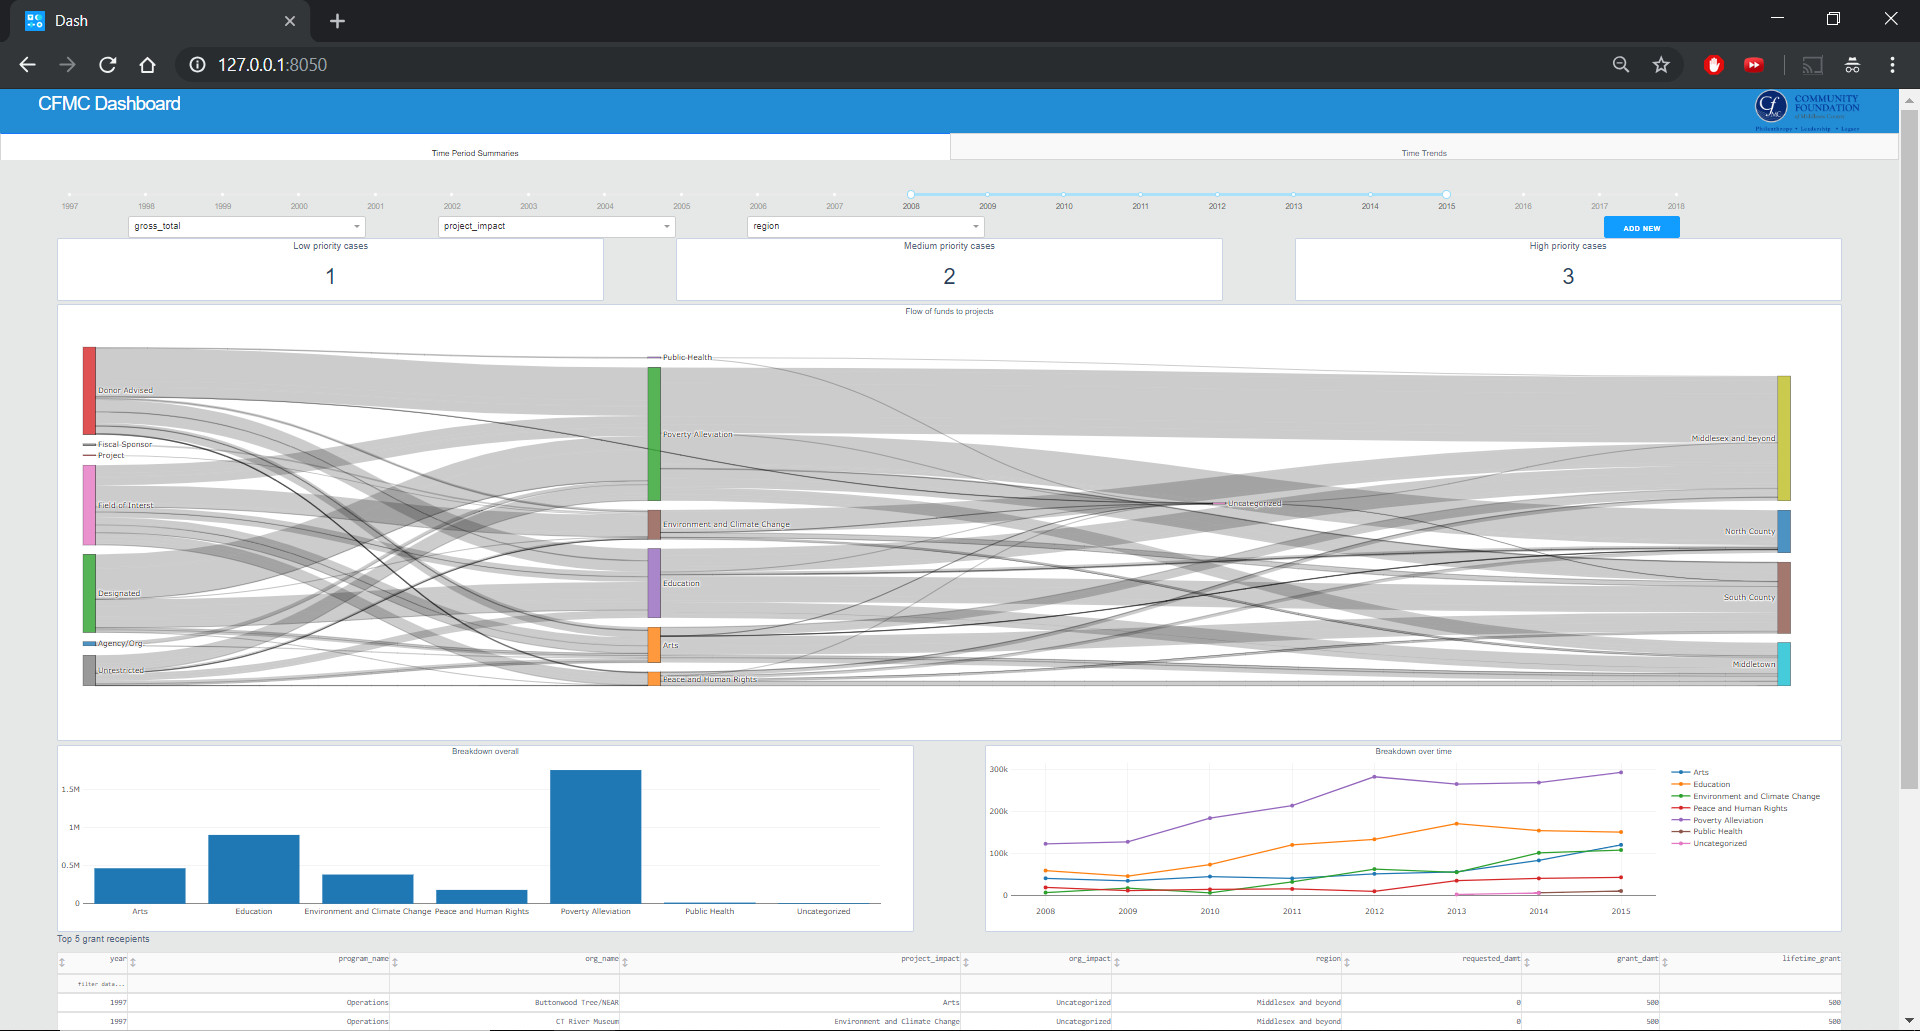 Dash
127.0.0.1:8050
CFMC Dashboard
Cf
MC
COMMUNITY
FOUNDATION
of Middlesex County
Philanthropy • Leadership • Legacy
Time Period Summaries
Time Trends
1997 1998 1999 2000 2001 2002 2003 2004 2005 2006 2007 2008 2009 2010 2011 2012 2013 2014 2015 2016 2017 2018
gross_total
project_impact
region
ADD NEW
Low priority cases
1
Medium priority cases
2
High priority cases
3
Flow of funds to projects
Donor Advised
Fiscal Sponsor
Project
Field of Interst
Designated
Agency/Org.
Unrestricted
Public Health
Poverty Alleviation
Environment and Climate Change
Education
Arts
Peace and Human Rights
Uncategorized
Middlesex and beyond
North County
South County
Middletown
Breakdown overall
1.5M
1M
0.5M
0
Arts Education Environment and Climate Change Peace and Human Rights Poverty Alleviation Public Health Uncategorized
Breakdown over time
300k
200k
100k
0
2008 2009 2010 2011 2012 2013 2014 2015
Arts
Education
Environment and Climate Change
Peace and Human Rights
Poverty Alleviation
Public Health
Uncategorized
Top 5 grant recepients
year program_name org_name project_impact org_impact region requested_damt grant_damt lifetime_grant
filter data...
1997 Operations Buttonwood Tree/NEAR Arts Uncategorized Middlesex and beyond 0 500 500
1997 Operations CT River Museum Environment and Climate Change Uncategorized Middlesex and beyond 0 500 500